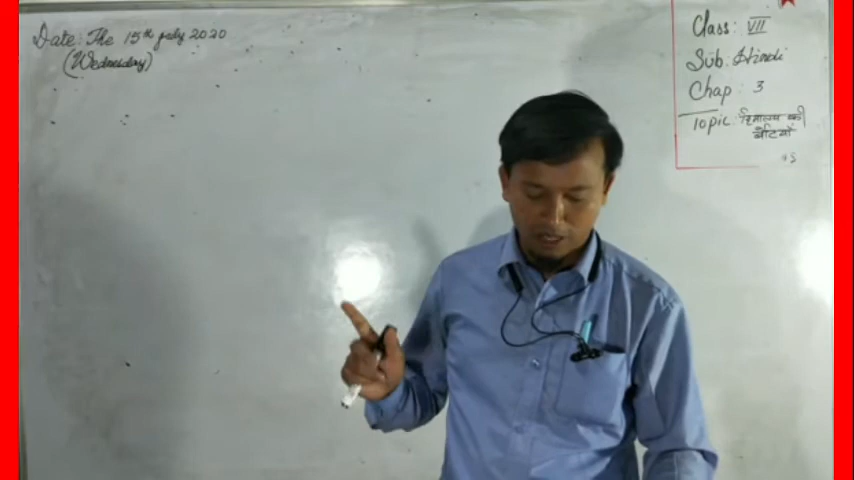 Date: The 15th july 2020
(Wednesday)
Class: VII
Sub: Hindi
Chap : 3
Topic: हिमालय की
बेटियाँ